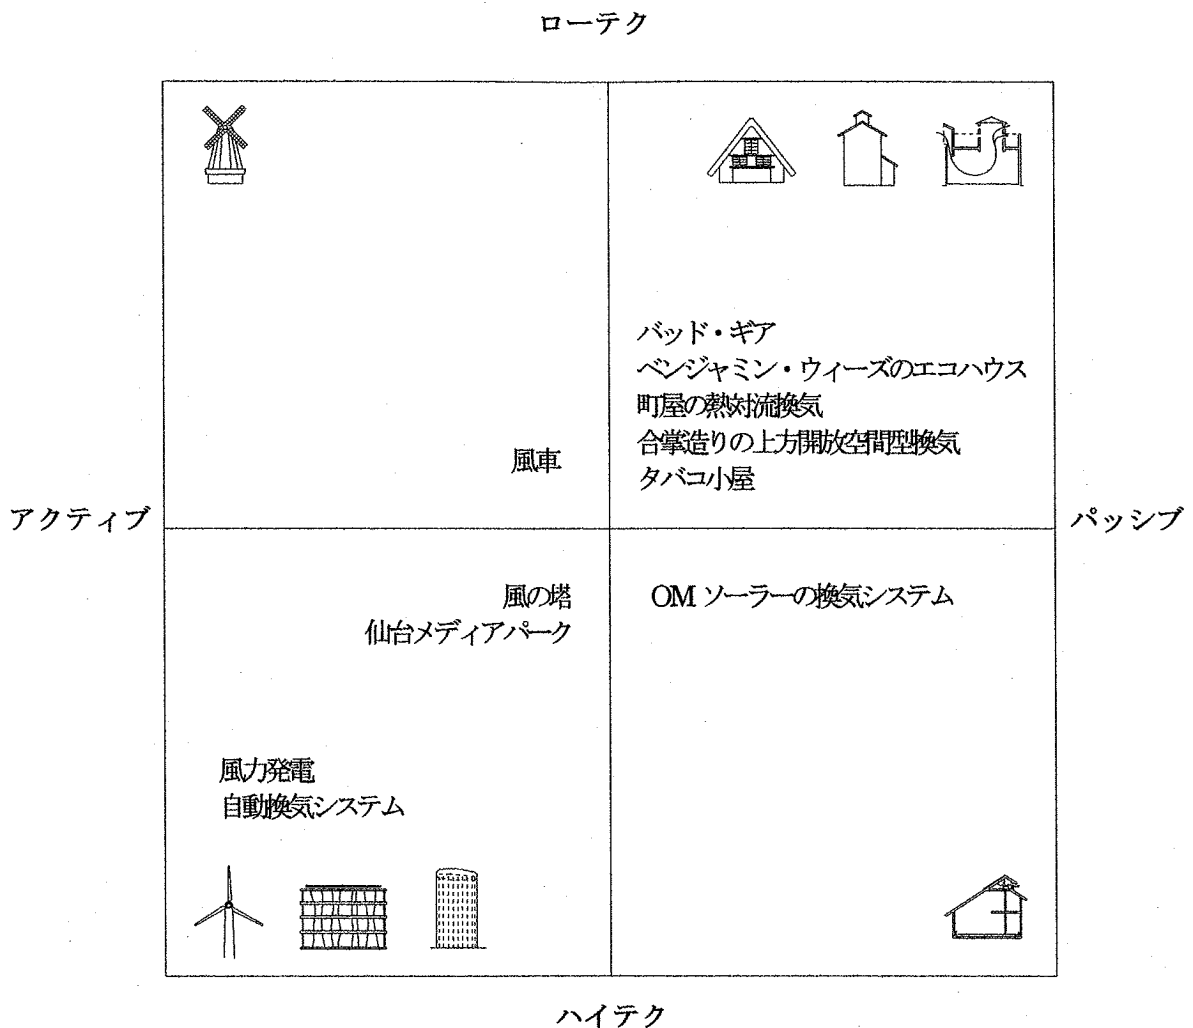 ローテク
バッド・ギア
ベンジャミン・ウィーズのエコハウス
町屋の熱対流換気
合掌造りの上方開放空間型換気
タバコ小屋
風車
アクティブ
パッシブ
風の塔
仙台メディアパーク
OM ソーラーの換気システム
風力発電
自動換気システム
ハイテク